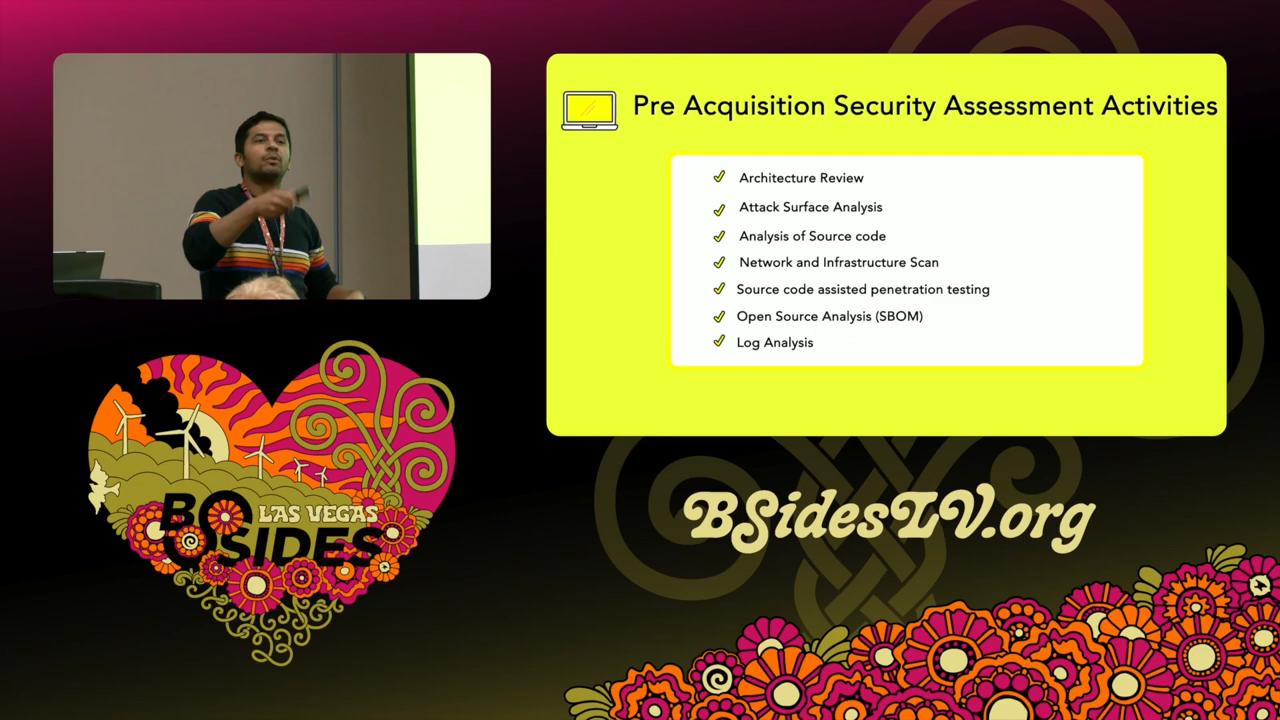 Pre Acquisition Security Assessment Activities
Architecture Review
Attack Surface Analysis
Analysis of Source code
Network and Infrastructure Scan
Source code assisted penetration testing
Open Source Analysis (SBOM)
Log Analysis
LAS VEGAS
BSIDES
BSidesLV.org
23